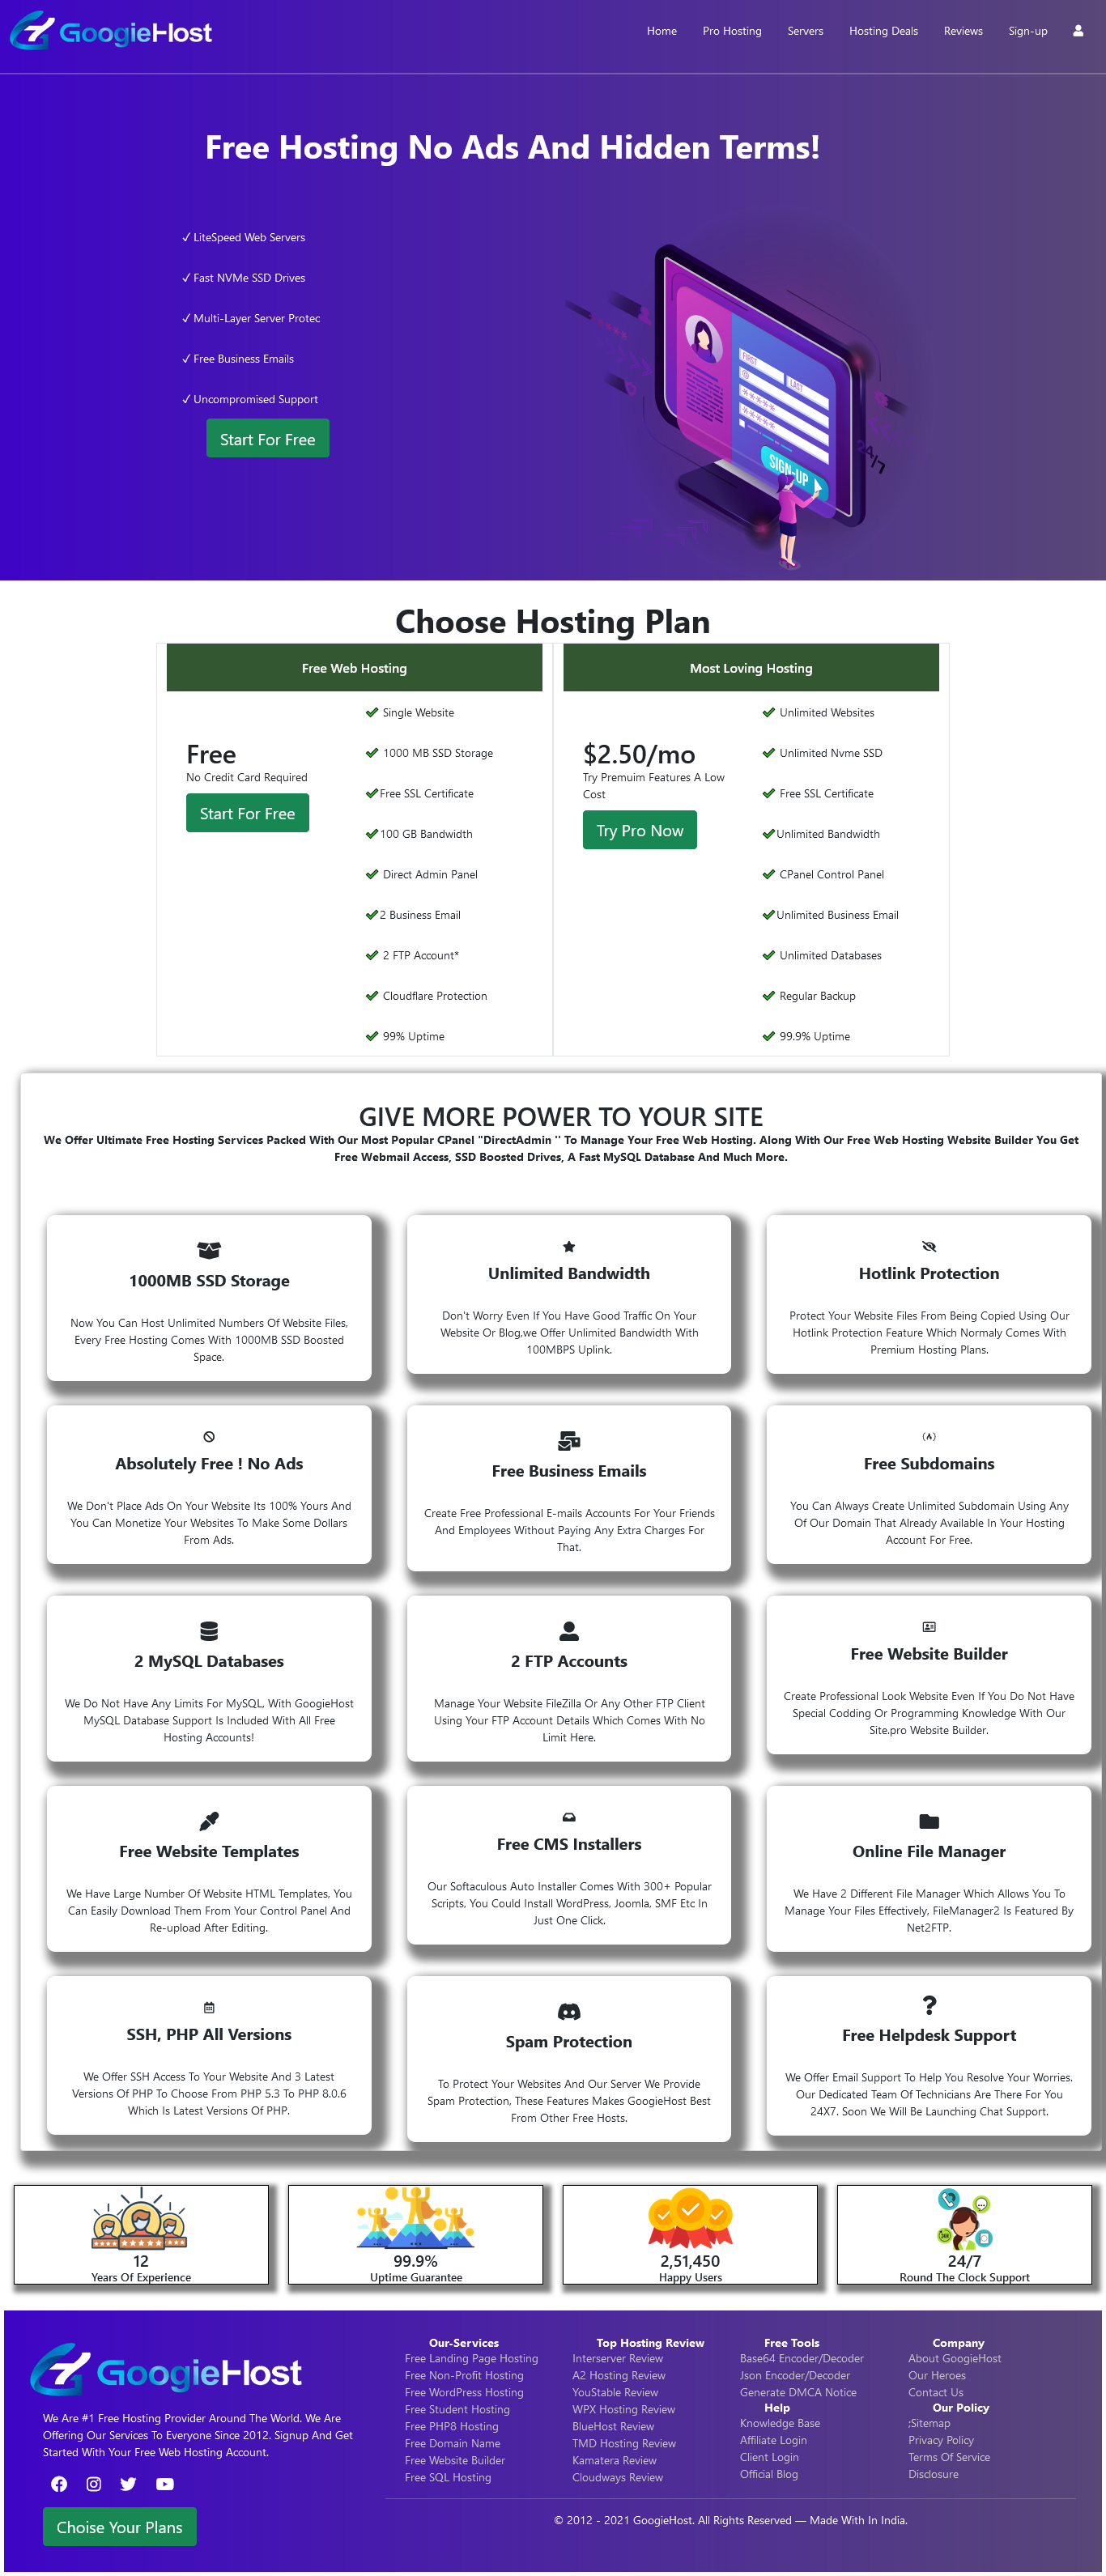 GoogieHost
Home Pro Hosting Servers Hosting Deals Reviews Sign-up
Free Hosting No Ads And Hidden Terms!
✓ LiteSpeed Web Servers
✓ Fast NVMe SSD Drives
✓ Multi-Layer Server Protec
✓ Free Business Emails
✓ Uncompromised Support
Start For Free
FIRST
LAST
SIGN-UP
24/7
Choose Hosting Plan
Free Web Hosting
Free
No Credit Card Required
Start For Free
Single Website
1000 MB SSD Storage
Free SSL Certificate
100 GB Bandwidth
Direct Admin Panel
2 Business Email
2 FTP Account*
Cloudflare Protection
99% Uptime
Most Loving Hosting
$2.50/mo
Try Premuim Features A Low
Cost
Try Pro Now
Unlimited Websites
Unlimited Nvme SSD
Free SSL Certificate
Unlimited Bandwidth
CPanel Control Panel
Unlimited Business Email
Unlimited Databases
Regular Backup
99.9% Uptime
GIVE MORE POWER TO YOUR SITE
We Offer Ultimate Free Hosting Services Packed With Our Most Popular CPanel "DirectAdmin '' To Manage Your Free Web Hosting. Along With Our Free Web Hosting Website Builder You Get
Free Webmail Access, SSD Boosted Drives, A Fast MySQL Database And Much More.
1000MB SSD Storage
Now You Can Host Unlimited Numbers Of Website Files,
Every Free Hosting Comes With 1000MB SSD Boosted
Space.
Unlimited Bandwidth
Don't Worry Even If You Have Good Traffic On Your
Website Or Blog,we Offer Unlimited Bandwidth With
100MBPS Uplink.
Hotlink Protection
Protect Your Website Files From Being Copied Using Our
Hotlink Protection Feature Which Normaly Comes With
Premium Hosting Plans.
Absolutely Free ! No Ads
We Don't Place Ads On Your Website Its 100% Yours And
You Can Monetize Your Websites To Make Some Dollars
From Ads.
Free Business Emails
Create Free Professional E-mails Accounts For Your Friends
And Employees Without Paying Any Extra Charges For
That.
Free Subdomains
You Can Always Create Unlimited Subdomain Using Any
Of Our Domain That Already Available In Your Hosting
Account For Free.
2 MySQL Databases
We Do Not Have Any Limits For MySQL, With GoogieHost
MySQL Database Support Is Included With All Free
Hosting Accounts!
2 FTP Accounts
Manage Your Website FileZilla Or Any Other FTP Client
Using Your FTP Account Details Which Comes With No
Limit Here.
Free Website Builder
Create Professional Look Website Even If You Do Not Have
Special Codding Or Programming Knowledge With Our
Site.pro Website Builder.
Free Website Templates
We Have Large Number Of Website HTML Templates, You
Can Easily Download Them From Your Control Panel And
Re-upload After Editing.
Free CMS Installers
Our Softaculous Auto Installer Comes With 300+ Popular
Scripts, You Could Install WordPress, Joomla, SMF Etc In
Just One Click.
Online File Manager
We Have 2 Different File Manager Which Allows You To
Manage Your Files Effectively, FileManager2 Is Featured By
Net2FTP.
SSH, PHP All Versions
We Offer SSH Access To Your Website And 3 Latest
Versions Of PHP To Choose From PHP 5.3 To PHP 8.0.6
Which Is Latest Versions Of PHP.
Spam Protection
To Protect Your Websites And Our Server We Provide
Spam Protection, These Features Makes GoogieHost Best
From Other Free Hosts.
Free Helpdesk Support
We Offer Email Support To Help You Resolve Your Worries.
Our Dedicated Team Of Technicians Are There For You
24X7. Soon We Will Be Launching Chat Support.
12
Years Of Experience
99.9%
Uptime Guarantee
2,51,450
Happy Users
24/7
Round The Clock Support
GoogieHost
We Are #1 Free Hosting Provider Around The World. We Are
Offering Our Services To Everyone Since 2012. Signup And Get
Started With Your Free Web Hosting Account.
Choise Your Plans
Our-Services
Free Landing Page Hosting
Free Non-Profit Hosting
Free WordPress Hosting
Free Student Hosting
Free PHP8 Hosting
Free Domain Name
Free Website Builder
Free SQL Hosting
Top Hosting Review
Interserver Review
A2 Hosting Review
YouStable Review
WPX Hosting Review
BlueHost Review
TMD Hosting Review
Kamatera Review
Cloudways Review
Free Tools
Base64 Encoder/Decoder
Json Encoder/Decoder
Generate DMCA Notice
Help
Knowledge Base
Affiliate Login
Client Login
Official Blog
Company
About GoogieHost
Our Heroes
Contact Us
Our Policy
;Sitemap
Privacy Policy
Terms Of Service
Disclosure
© 2012 - 2021 GoogieHost. All Rights Reserved — Made With In India.